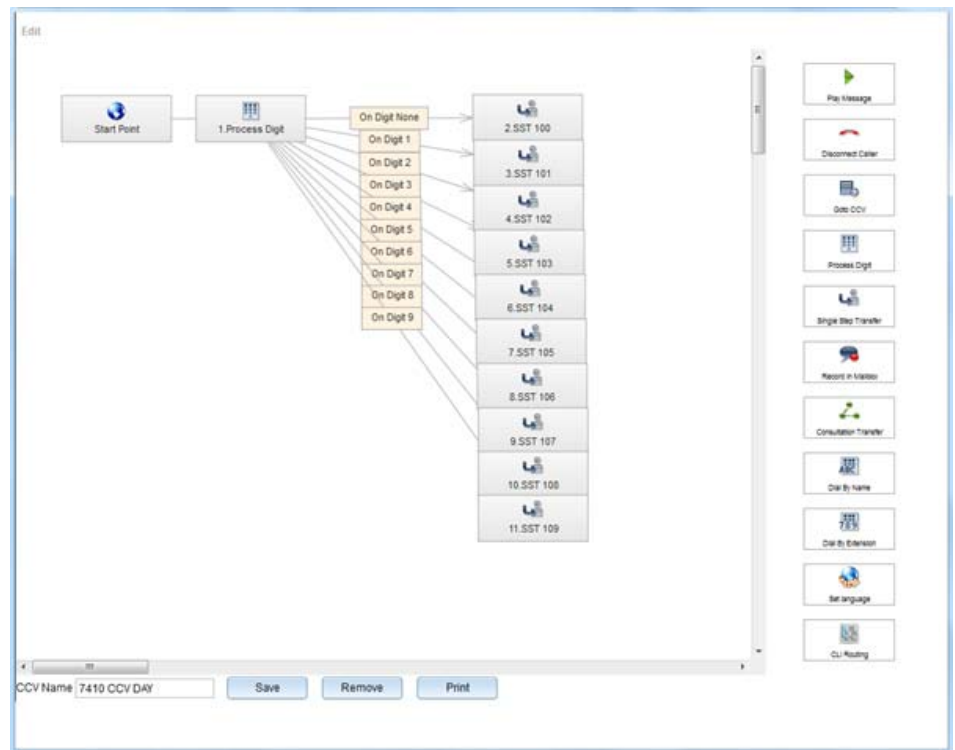 Edit
Start Point
1.Process Digit
On Digit None
On Digit 1
On Digit 2
On Digit 3
On Digit 4
On Digit 5
On Digit 6
On Digit 7
On Digit 8
On Digit 9
2.SST 100
3.SST 101
4.SST 102
5.SST 103
6.SST 104
7.SST 105
8.SST 106
9.SST 107
10.SST 108
11.SST 109
Play Message
Disconnect Caller
Goto CCV
Process Digit
Single Step Transfer
Record in Mailbox
Consultation Transfer
Dial By Name
Dial By Extension
Set language
CLI Routing
CCV Name 7410 CCV DAY Save Remove Print